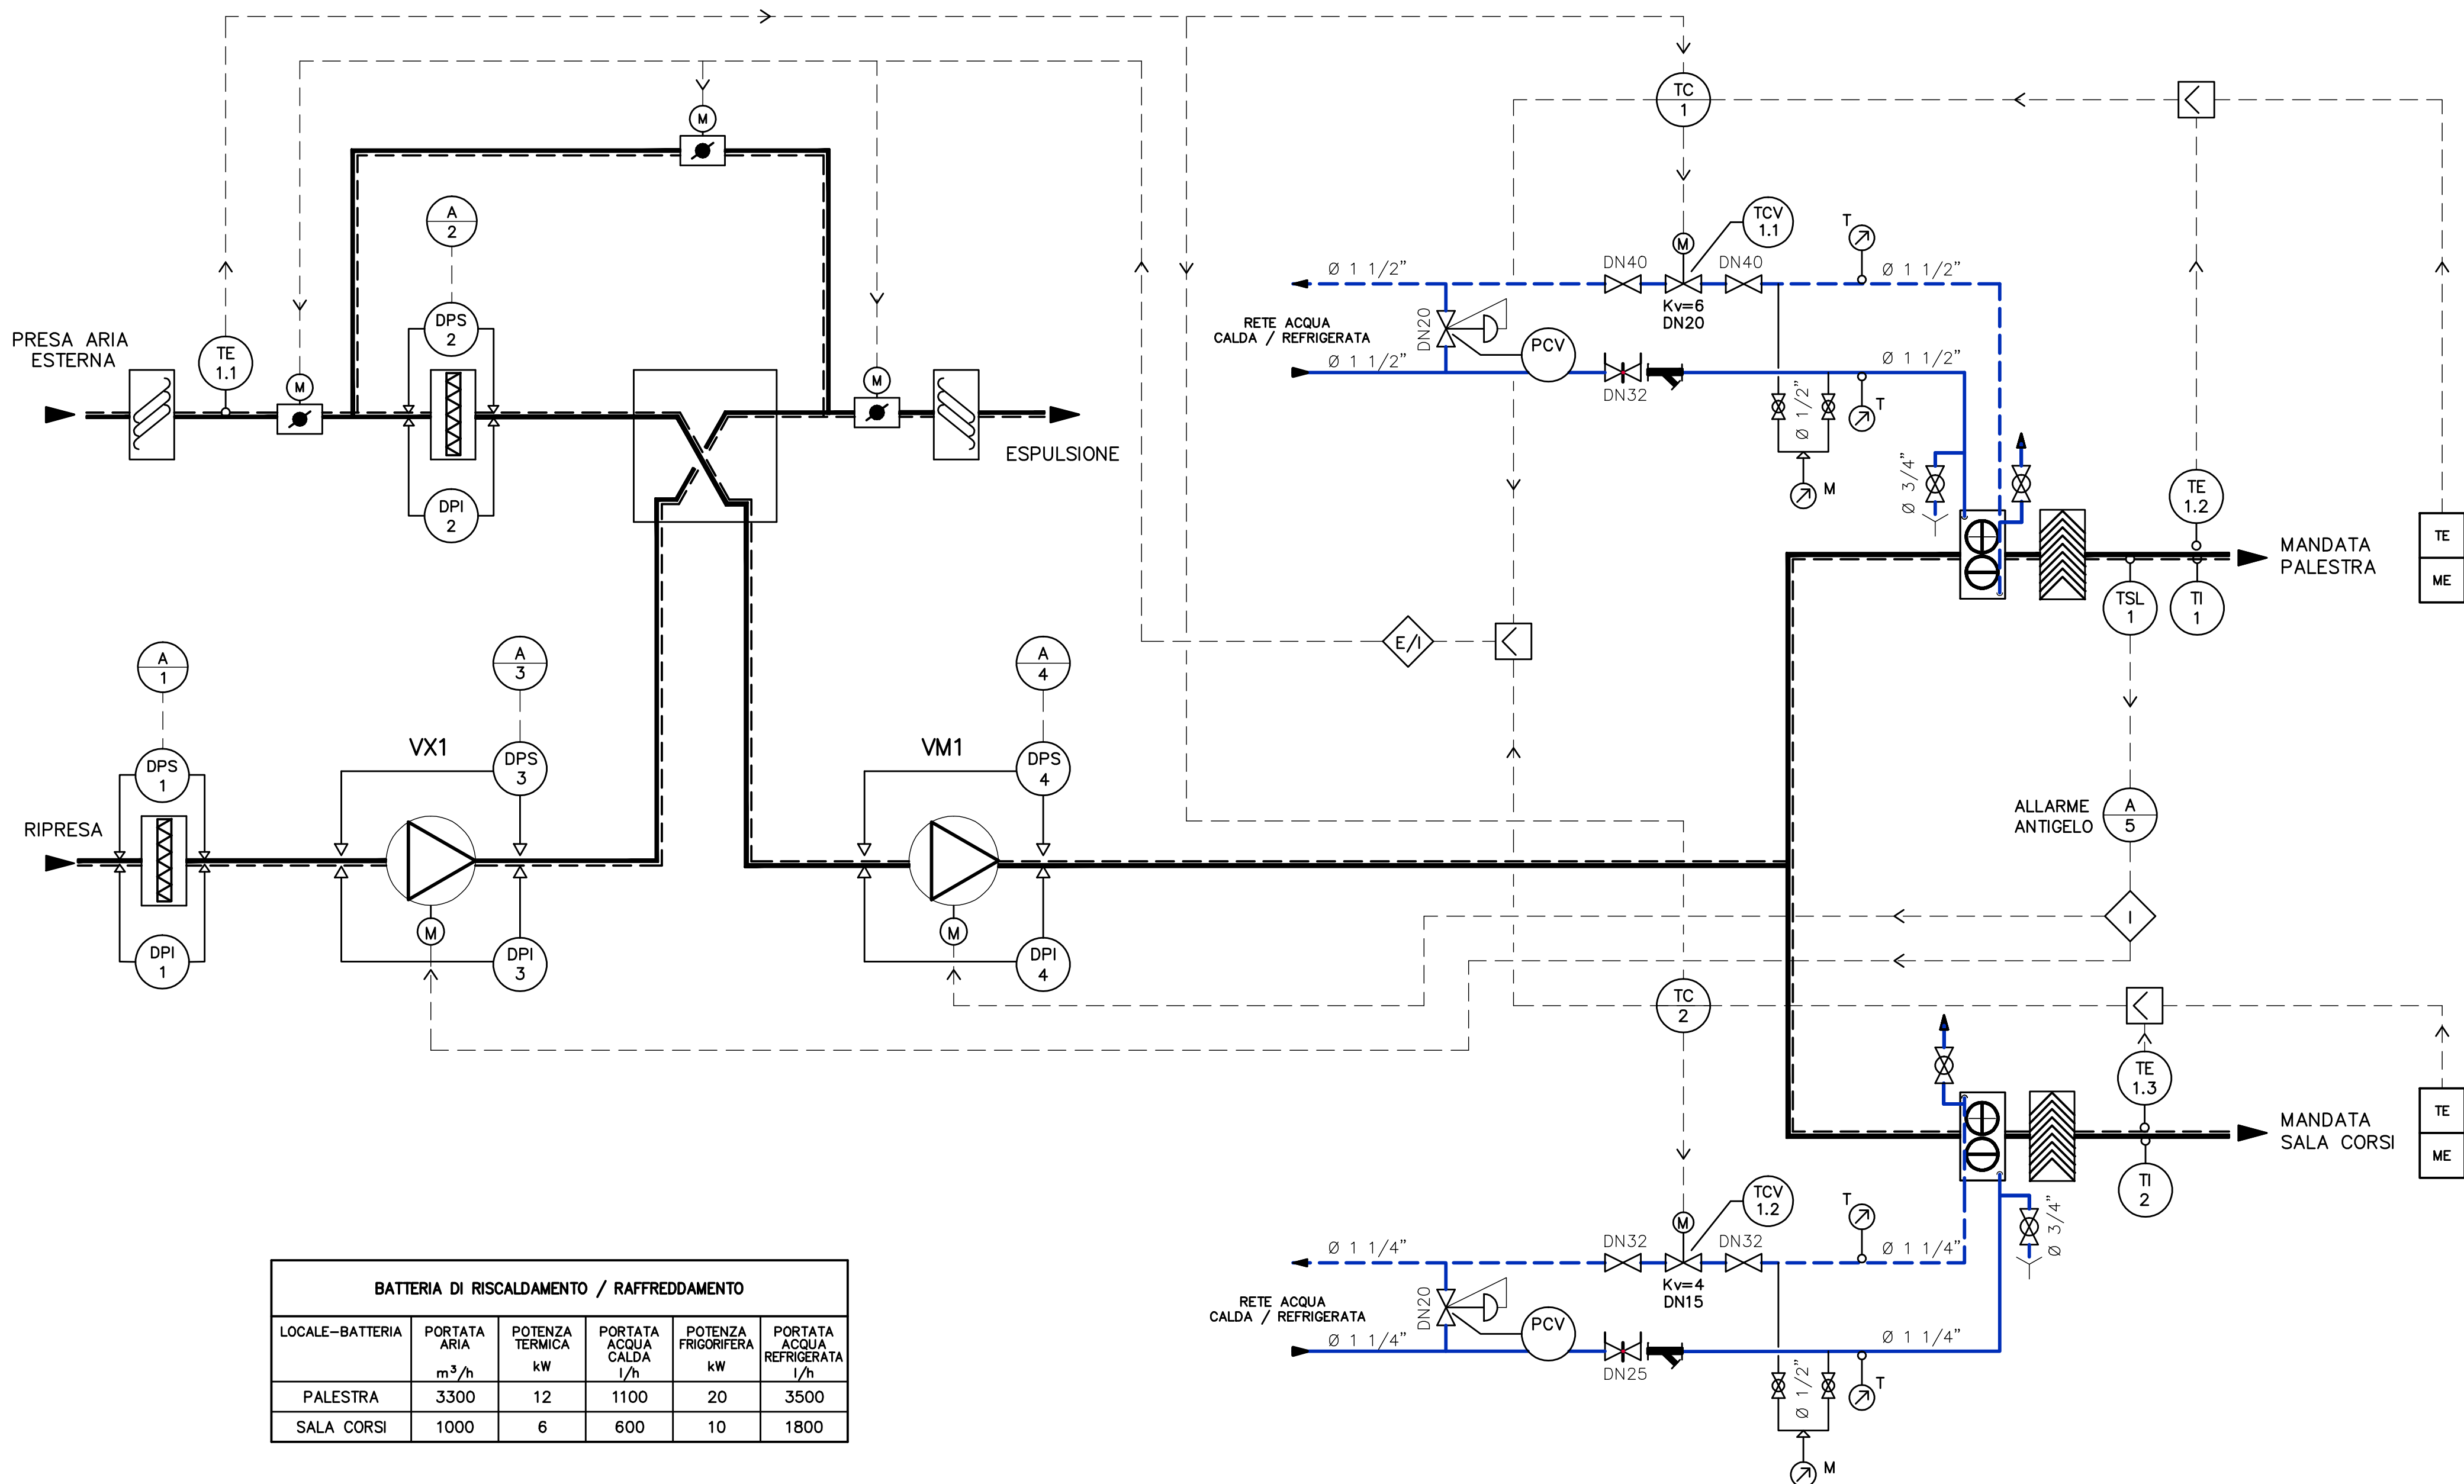 TC
1
M
A
2
TCV
1.1
T
M
DN40
DN40
Ø 1 1/2"
Ø 1 1/2"
Kv=6
DN20
DPS
2
RETE ACQUA
CALDA / REFRIGERATA
DN20
PCV
PRESA ARIA
ESTERNA
TE
1.1
Ø 1 1/2"
Ø 1 1/2"
M
M
DN32
Ø 1/2"
T
ESPULSIONE
Ø 3/4"
M
DPI
2
TE
1.2
TE
ME
MANDATA
PALESTRA
TSL
1
TI
1
E/I
A
1
A
3
A
4
VX1
VM1
DPS
1
DPS
3
DPS
4
RIPRESA
ALLARME
ANTIGELO
A
5
I
M
M
DPI
1
DPI
3
DPI
4
TC
2
TE
1.3
TE
ME
MANDATA
SALA CORSI
TI
2
TCV
1.2
M
T
Ø 3/4"
DN32
DN32
Ø 1 1/4"
Ø 1 1/4"
Kv=4
DN15
RETE ACQUA
CALDA / REFRIGERATA
DN20
PCV
Ø 1 1/4"
Ø 1 1/4"
DN25
Ø 1/2"
T
M
BATTERIA DI RISCALDAMENTO / RAFFREDDAMENTO
LOCALE-BATTERIA
PORTATA
ARIA
m³/h
POTENZA
TERMICA
kW
PORTATA
ACQUA
CALDA
l/h
POTENZA
FRIGORIFERA
kW
PORTATA
ACQUA
REFRIGERATA
l/h
PALESTRA 3300 12 1100 20 3500
SALA CORSI 1000 6 600 10 1800